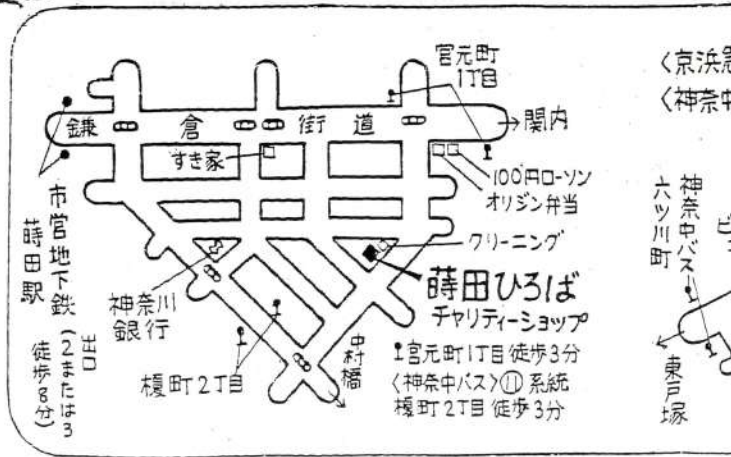 宮元町
1丁目
鎌倉街道
→関内
すき家
100円ローソン
オリジン弁当
クリーニング
蒔田ひろば
チャリティーショップ
宮元町1丁目徒歩3分
〈神奈中バス〉⑪系統
榎町2丁目徒歩3分
神奈川
銀行
榎町2丁目
中村橋
市営地下鉄
蒔田駅
出口
(2または3
徒歩8分)
〈京浜急
〈神奈中
神奈中バス
六ツ川町
東戸塚